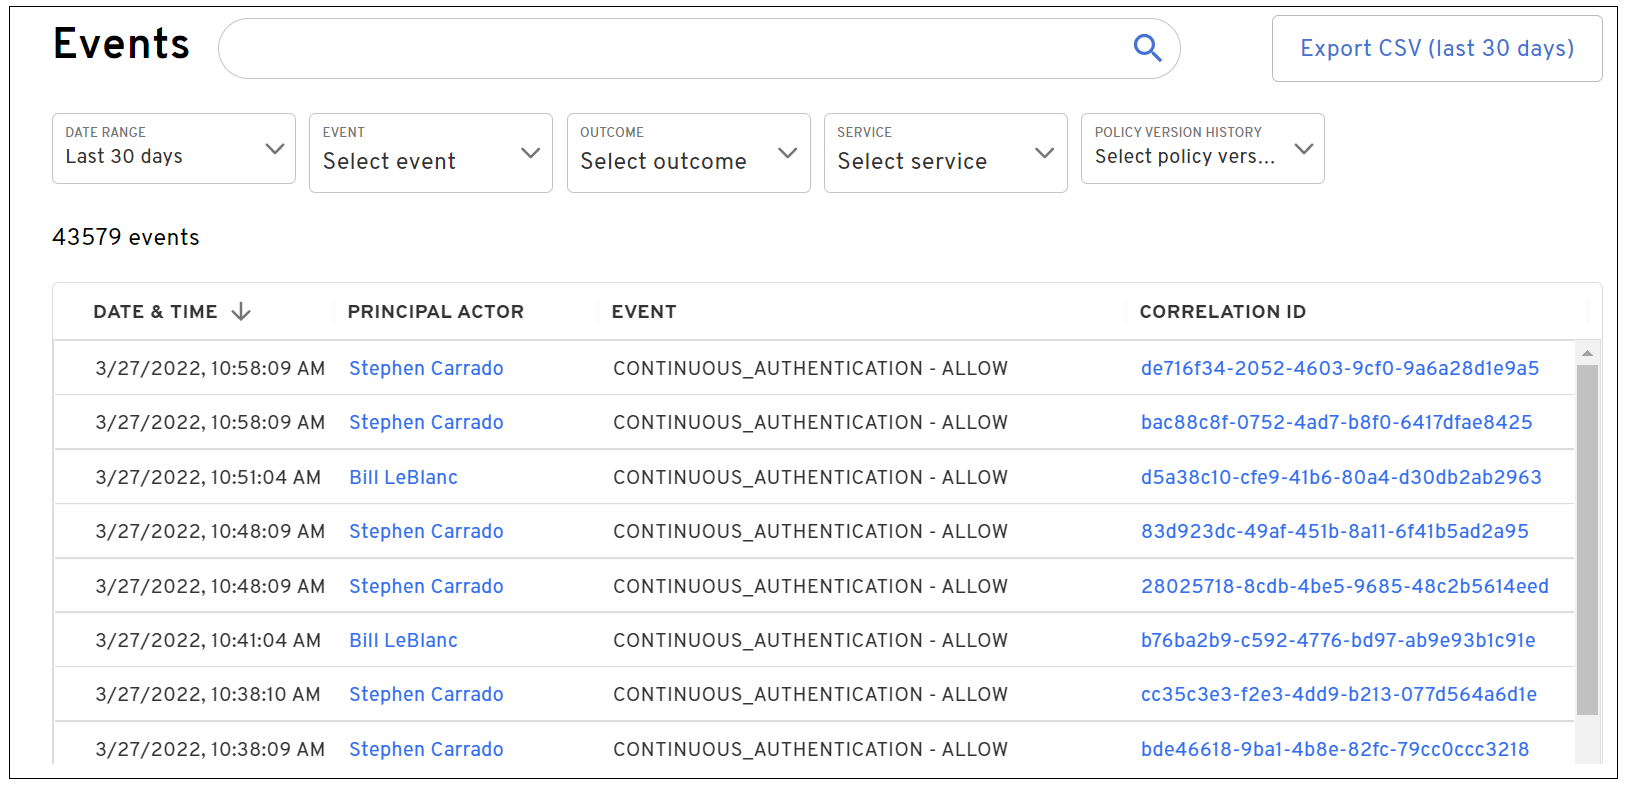 Events
Export CSV (last 30 days)
DATE RANGE EVENT OUTCOME SERVICE POLICY VERSION HISTORY
Last 30 days Select event Select outcome Select service Select policy vers...
43579 events
DATE & TIME PRINCIPAL ACTOR EVENT CORRELATION ID
3/27/2022, 10:58:09 AM Stephen Carrado CONTINUOUS_AUTHENTICATION - ALLOW de716f34-2052-4603-9cf0-9a6a28d1e9a5
3/27/2022, 10:58:09 AM Stephen Carrado CONTINUOUS_AUTHENTICATION - ALLOW bac88c8f-0752-4ad7-b8f0-6417dfae8425
3/27/2022, 10:51:04 AM Bill LeBlanc CONTINUOUS_AUTHENTICATION - ALLOW d5a38c10-cfe9-41b6-80a4-d30db2ab2963
3/27/2022, 10:48:09 AM Stephen Carrado CONTINUOUS_AUTHENTICATION - ALLOW 83d923dc-49af-451b-8a11-6f41b5ad2a95
3/27/2022, 10:48:09 AM Stephen Carrado CONTINUOUS_AUTHENTICATION - ALLOW 28025718-8cdb-4be5-9685-48c2b5614eed
3/27/2022, 10:41:04 AM Bill LeBlanc CONTINUOUS_AUTHENTICATION - ALLOW b76ba2b9-c592-4776-bd97-ab9e93b1c91e
3/27/2022, 10:38:10 AM Stephen Carrado CONTINUOUS_AUTHENTICATION - ALLOW cc35c3e3-f2e3-4dd9-b213-077d564a6d1e
3/27/2022, 10:38:09 AM Stephen Carrado CONTINUOUS_AUTHENTICATION - ALLOW bde46618-9ba1-4b8e-82fc-79cc0ccc3218